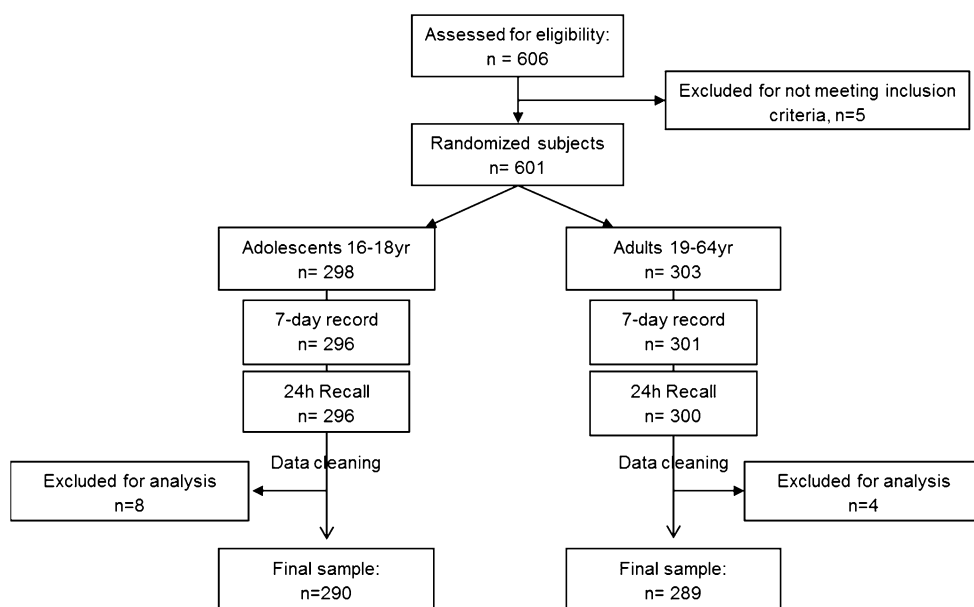 Assessed for eligibility:
n = 606
Excluded for not meeting inclusion
criteria, n=5
Randomized subjects
n= 601
Adolescents 16-18yr
n= 298
Adults 19-64yr
n= 303
7-day record
n= 296
7-day record
n= 301
24h Recall
n= 296
24h Recall
n= 300
Data cleaning
Data cleaning
Excluded for analysis
n=8
Excluded for analysis
n=4
Final sample:
n=290
Final sample:
n= 289